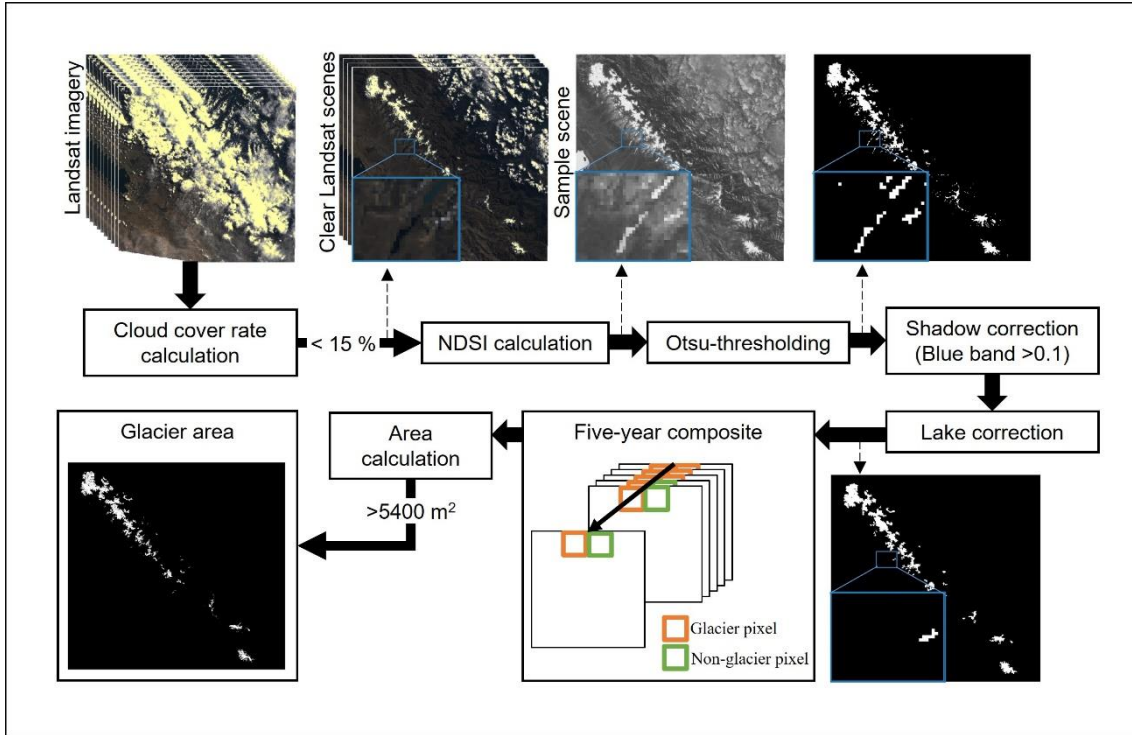 Landsat imagery
Clear Landsat scenes
Sample scene
Cloud cover rate
calculation
< 15 %
NDSI calculation
Otsu-thresholding
Shadow correction
(Blue band >0.1)
Glacier area
Area
calculation
>5400 m²
Five-year composite
Glacier pixel
Non-glacier pixel
Lake correction